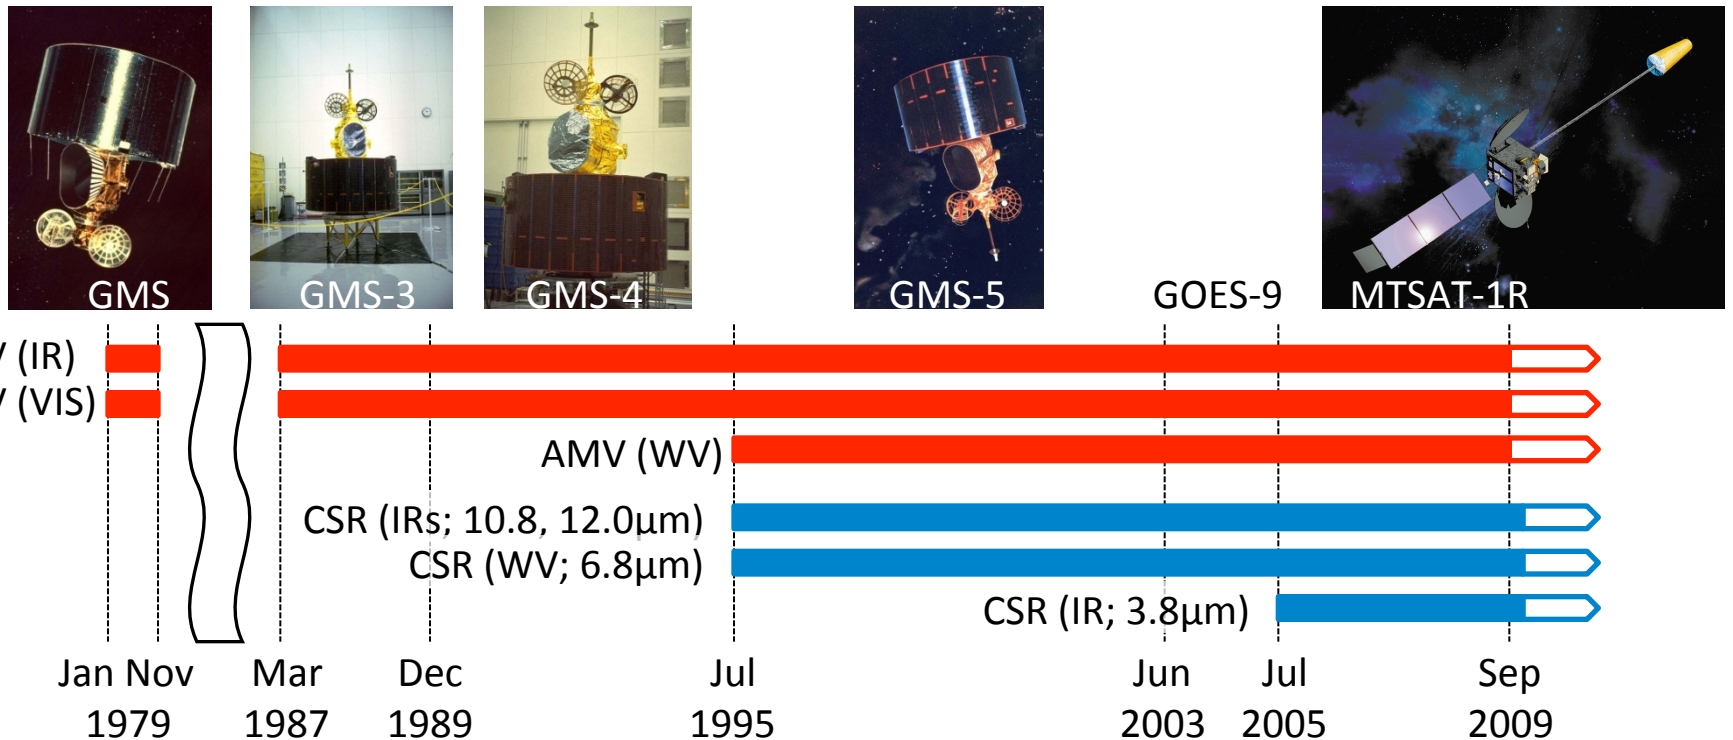 GMS
GMS-3
GMS-4
GMS-5
GOES-9
MTSAT-1R
(IR)
(VIS)
AMV (WV)
CSR (IRs; 10.8, 12.0µm)
CSR (WV; 6.8µm)
CSR (IR; 3.8µm)
Jan Nov Mar Dec Jul Jun Jul Sep
1979 1987 1989 1995 2003 2005 2009